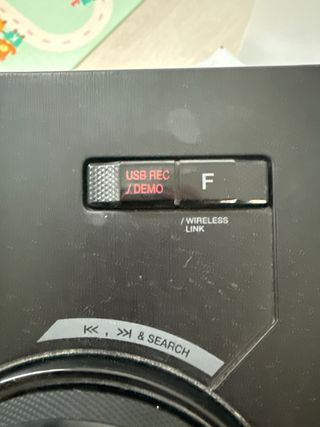 USB REC
/DEMO
F
/ WIRELESS
LINK
⏮ , ⏭ & SEARCH